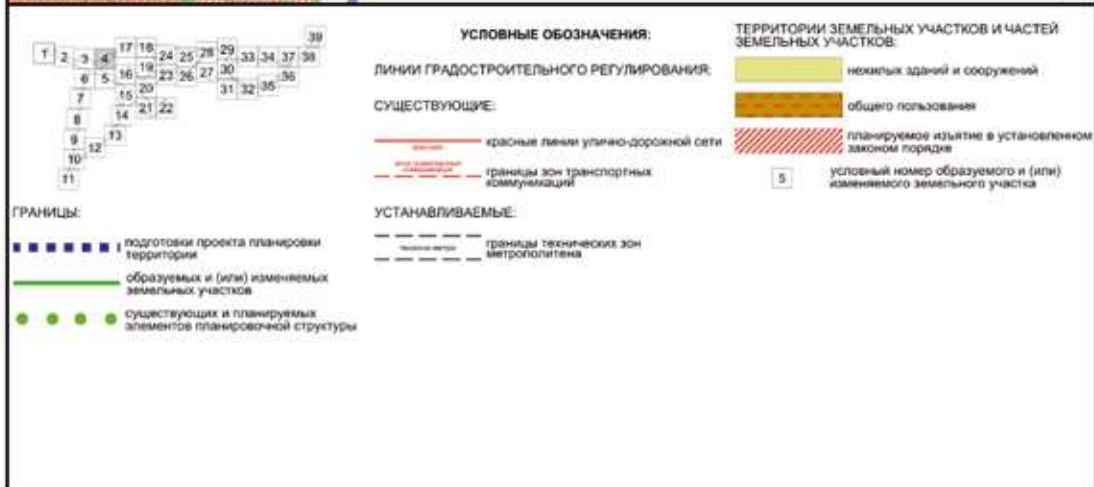 39
17 18 28 29
1 2 3 4 24 25 33 34 37 38
19 30
6 5 16 23 26 27 36
20
7 15 31 32 35
21 22
8 14
13
9 12
10
11
ГРАНИЦЫ:
подготовки проекта планировки
территории
образуемых и (или) изменяемых
земельных участков
существующих и планируемых
элементов планировочной структуры
УСЛОВНЫЕ ОБОЗНАЧЕНИЯ:
ЛИНИИ ГРАДОСТРОИТЕЛЬНОГО РЕГУЛИРОВАНИЯ:
СУЩЕСТВУЮЩИЕ:
красные линии улично-дорожной сети
границы зон транспортных
коммуникаций
УСТАНАВЛИВАЕМЫЕ:
границы технических зон
метрополитена
ТЕРРИТОРИИ ЗЕМЕЛЬНЫХ УЧАСТКОВ И ЧАСТЕЙ
ЗЕМЕЛЬНЫХ УЧАСТКОВ:
нежилых зданий и сооружений
общего пользования
планируемое изъятие в установленном
законом порядке
5
условный номер образуемого и (или)
изменяемого земельного участка